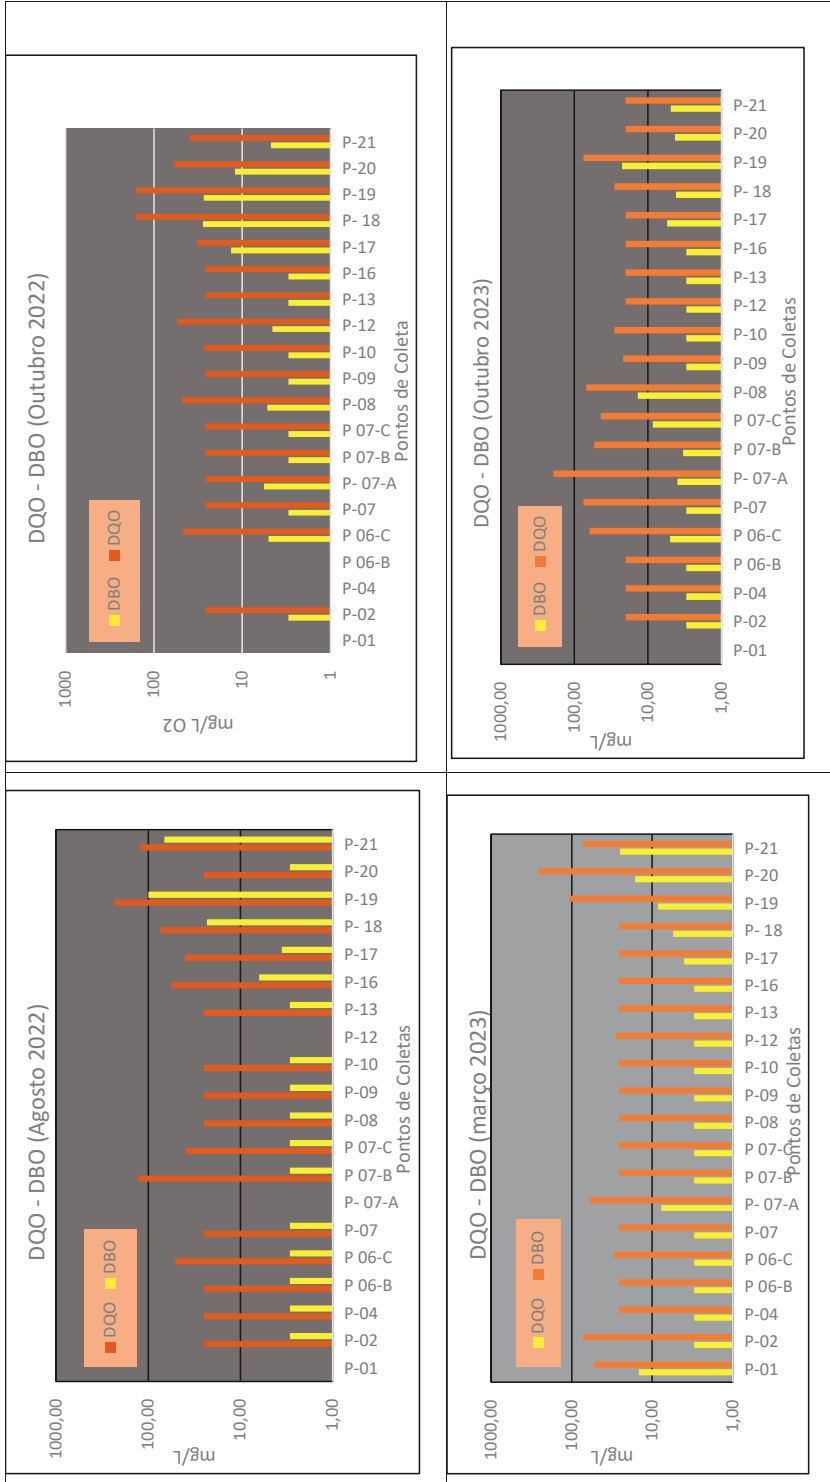 DQO - DBO (Agosto 2022)
DQO DBO
mg/L
1000,00
100,00
10,00
1,00
P-01
P-02
P-04
P 06-B
P 06-C
P-07
P- 07-A
P 07-B
P 07-C
P-08
P-09
P-10
P-12
P-13
P-16
P-17
P- 18
P-19
P-20
P-21
Pontos de Coletas
DQO - DBO (Outubro 2022)
DBO DQO
mg/L O2
1000
100
10
1
P-01
P-02
P-04
P 06-B
P 06-C
P-07
P- 07-A
P 07-B
P 07-C
P-08
P-09
P-10
P-12
P-13
P-16
P-17
P- 18
P-19
P-20
P-21
Pontos de Coleta
DQO - DBO (março 2023)
DQO DBO
mg/L
1000,00
100,00
10,00
1,00
P-01
P-02
P-04
P 06-B
P 06-C
P-07
P- 07-A
P 07-B
P 07-C
P-08
P-09
P-10
P-12
P-13
P-16
P-17
P- 18
P-19
P-20
P-21
Pontos de Coletas
DQO - DBO (Outubro 2023)
DBO DQO
mg/L
1000,00
100,00
10,00
1,00
P-01
P-02
P-04
P 06-B
P 06-C
P-07
P- 07-A
P 07-B
P 07-C
P-08
P-09
P-10
P-12
P-13
P-16
P-17
P- 18
P-19
P-20
P-21
Pontos de Coletas